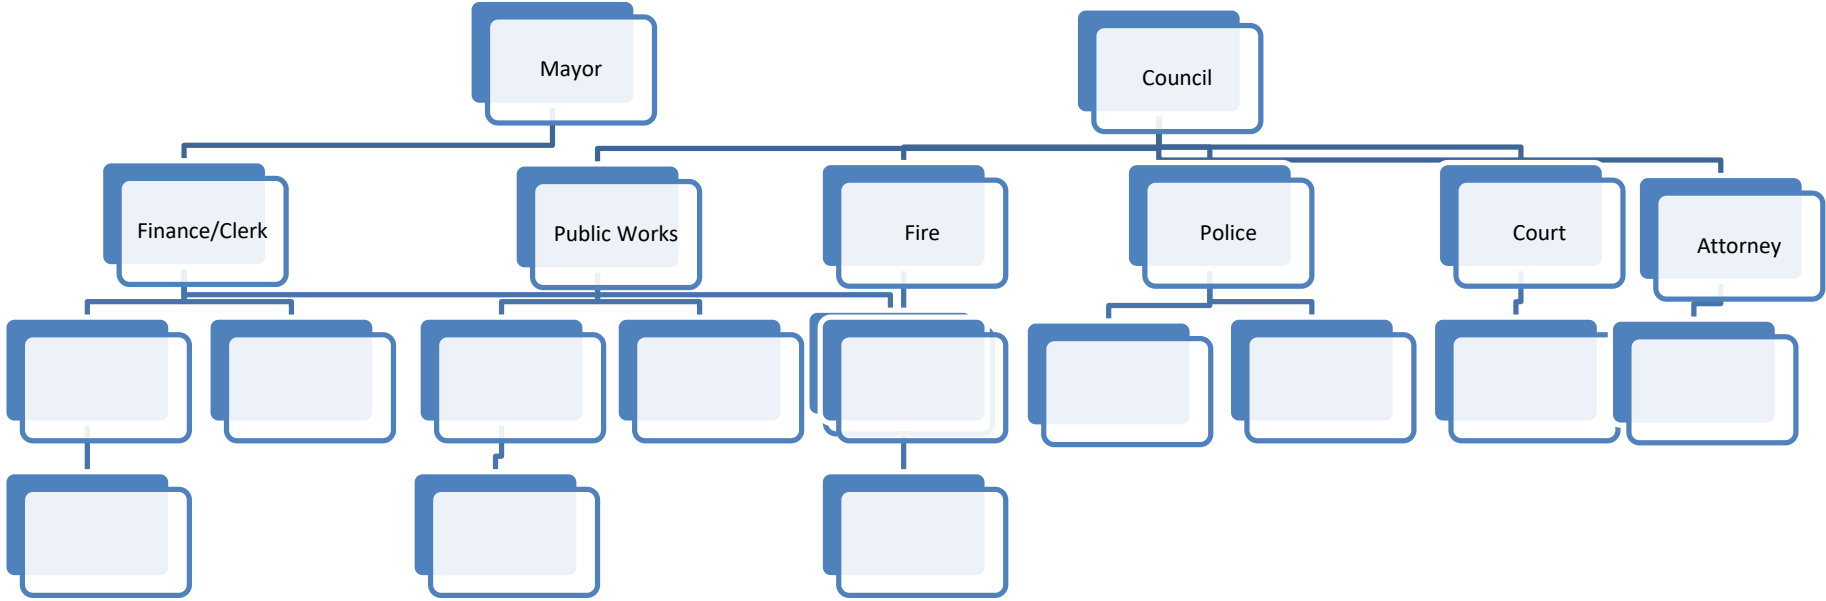 Mayor
Council
Finance/Clerk
Public Works
Fire
Police
Court
Attorney